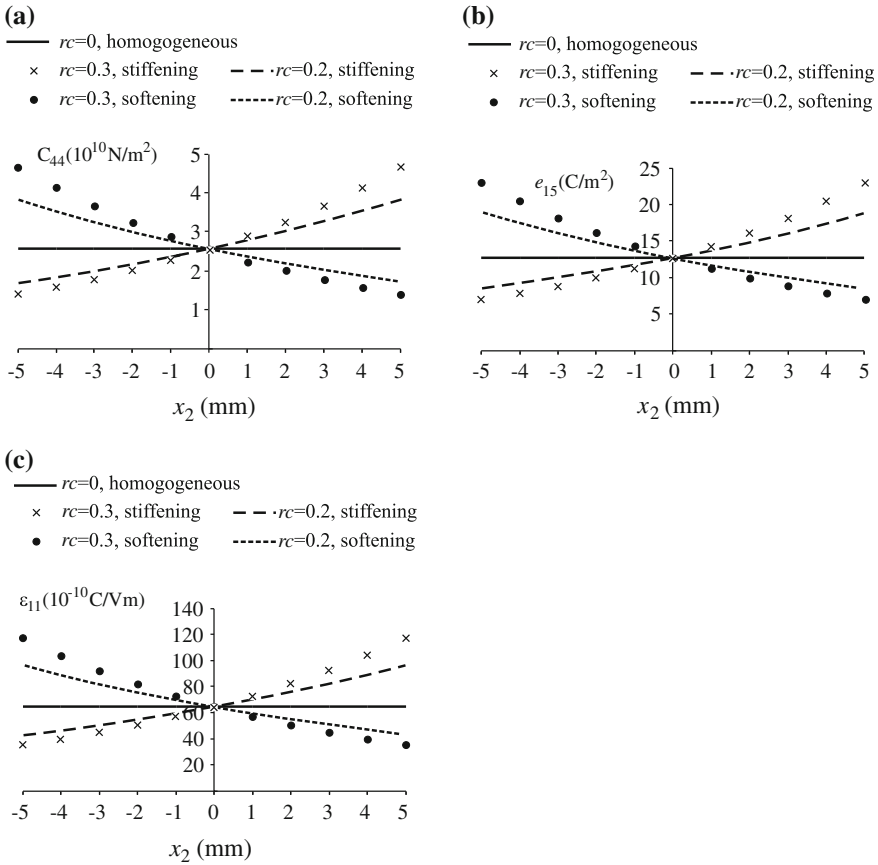 (a)
rc=0, homogogeneous
rc=0.3, stiffening rc=0.2, stiffening
rc=0.3, softening rc=0.2, softening
C44(10^10 N/m^2)
5
4
3
2
1
-5 -4 -3 -2 -1 0 1 2 3 4 5
x2 (mm)
(b)
rc=0, homogogeneous
rc=0.3, stiffening rc=0.2, stiffening
rc=0.3, softening rc=0.2, softening
e15(C/m^2)
25
20
15
10
5
-5 -4 -3 -2 -1 0 1 2 3 4 5
x2 (mm)
(c)
rc=0, homogogeneous
rc=0.3, stiffening rc=0.2, stiffening
rc=0.3, softening rc=0.2, softening
ε11(10^-10 C/Vm)
140
120
100
80
60
40
20
-5 -4 -3 -2 -1 0 1 2 3 4 5
x2 (mm)